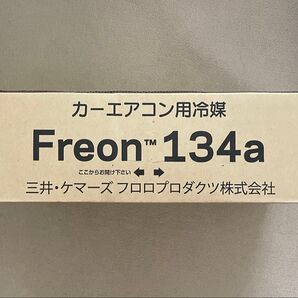 カーエアコン用冷媒
Freon™ 134a
ここからお開け下さい
三井・ケマーズ フロロプロダクツ株式会社